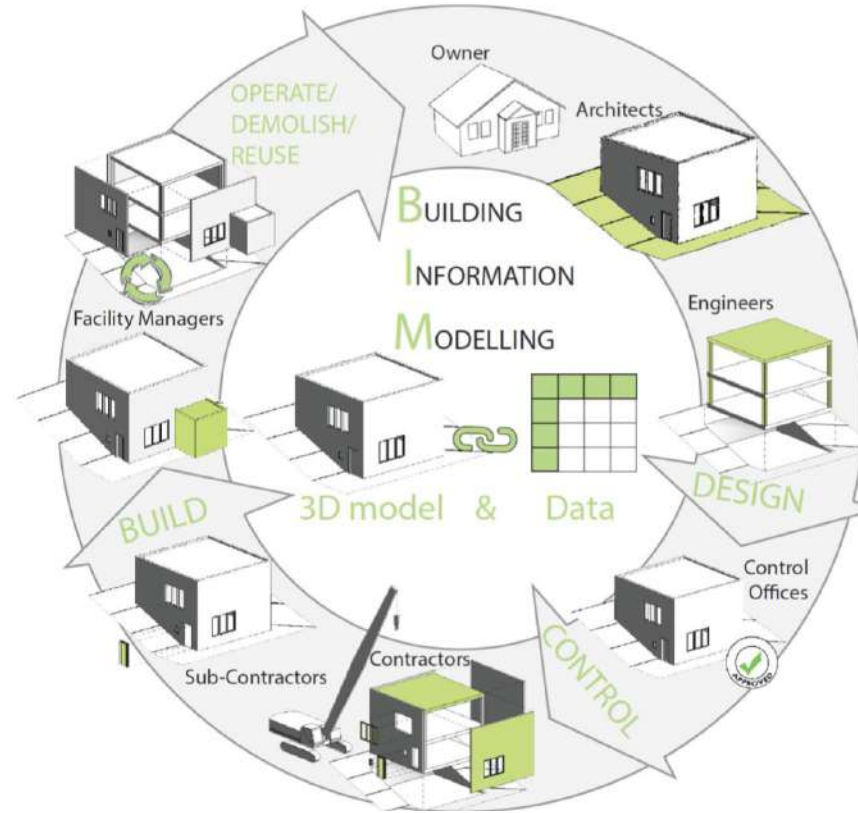 Owner
Architects
OPERATE/
DEMOLISH/
REUSE
BUILDING
INFORMATION
MODELLING
Engineers
Facility Managers
3D model & Data
DESIGN
BUILD
Control
Offices
APPROVED
CONTROL
Sub-Contractors
Contractors